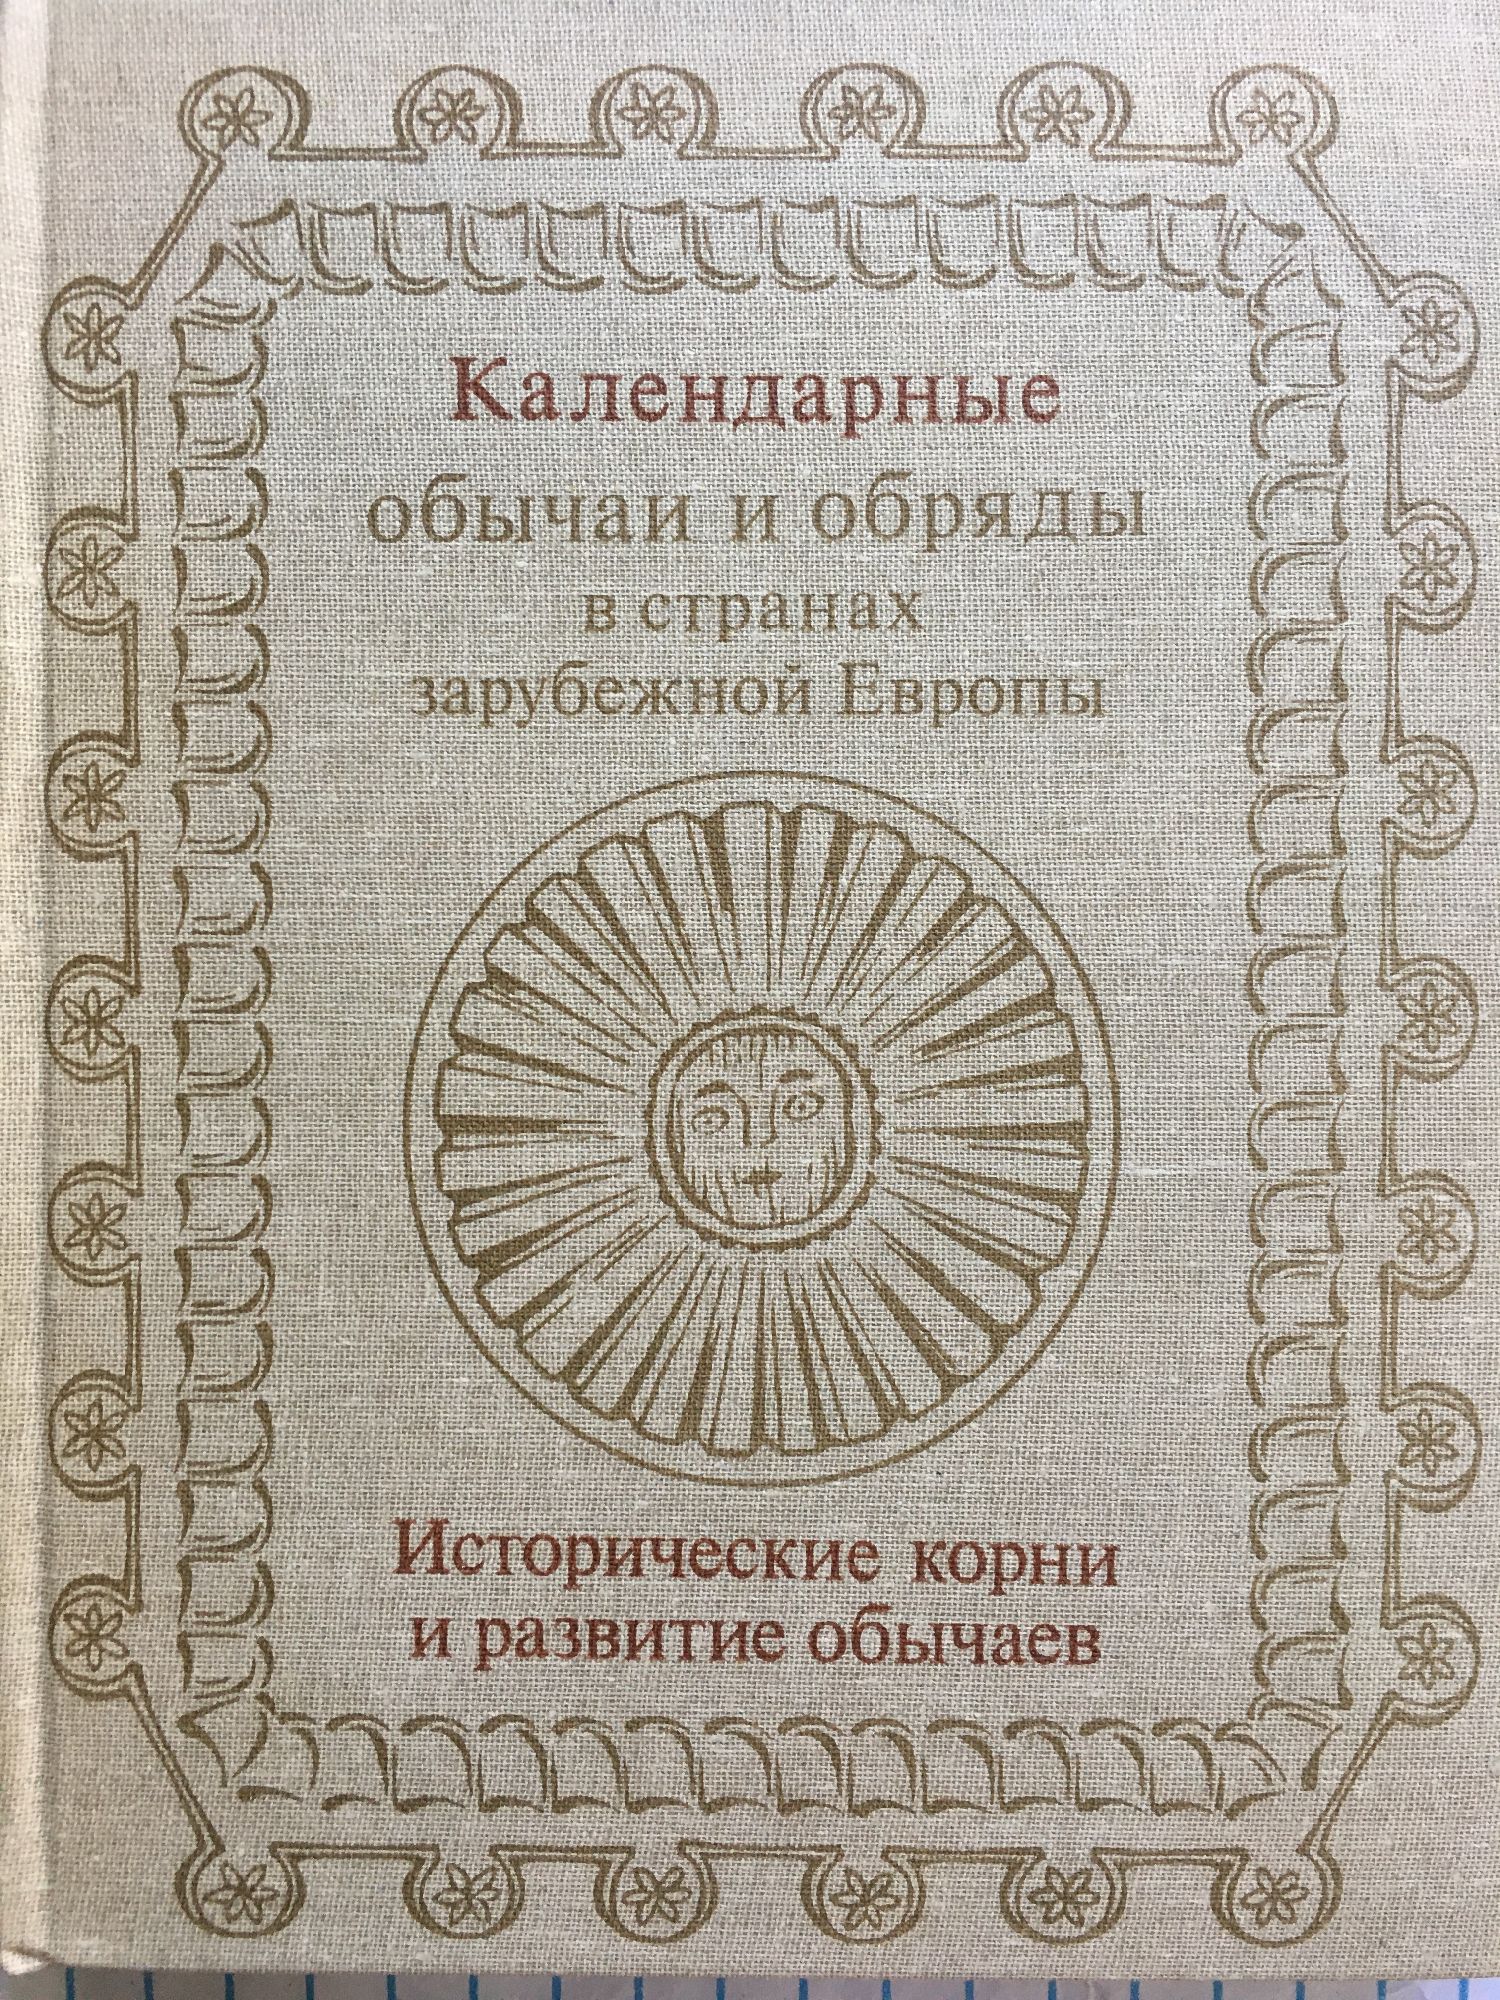 Календарные
обычаи и обряды
в странах
зарубежной Европы
Исторические корни
и развитие обычаев